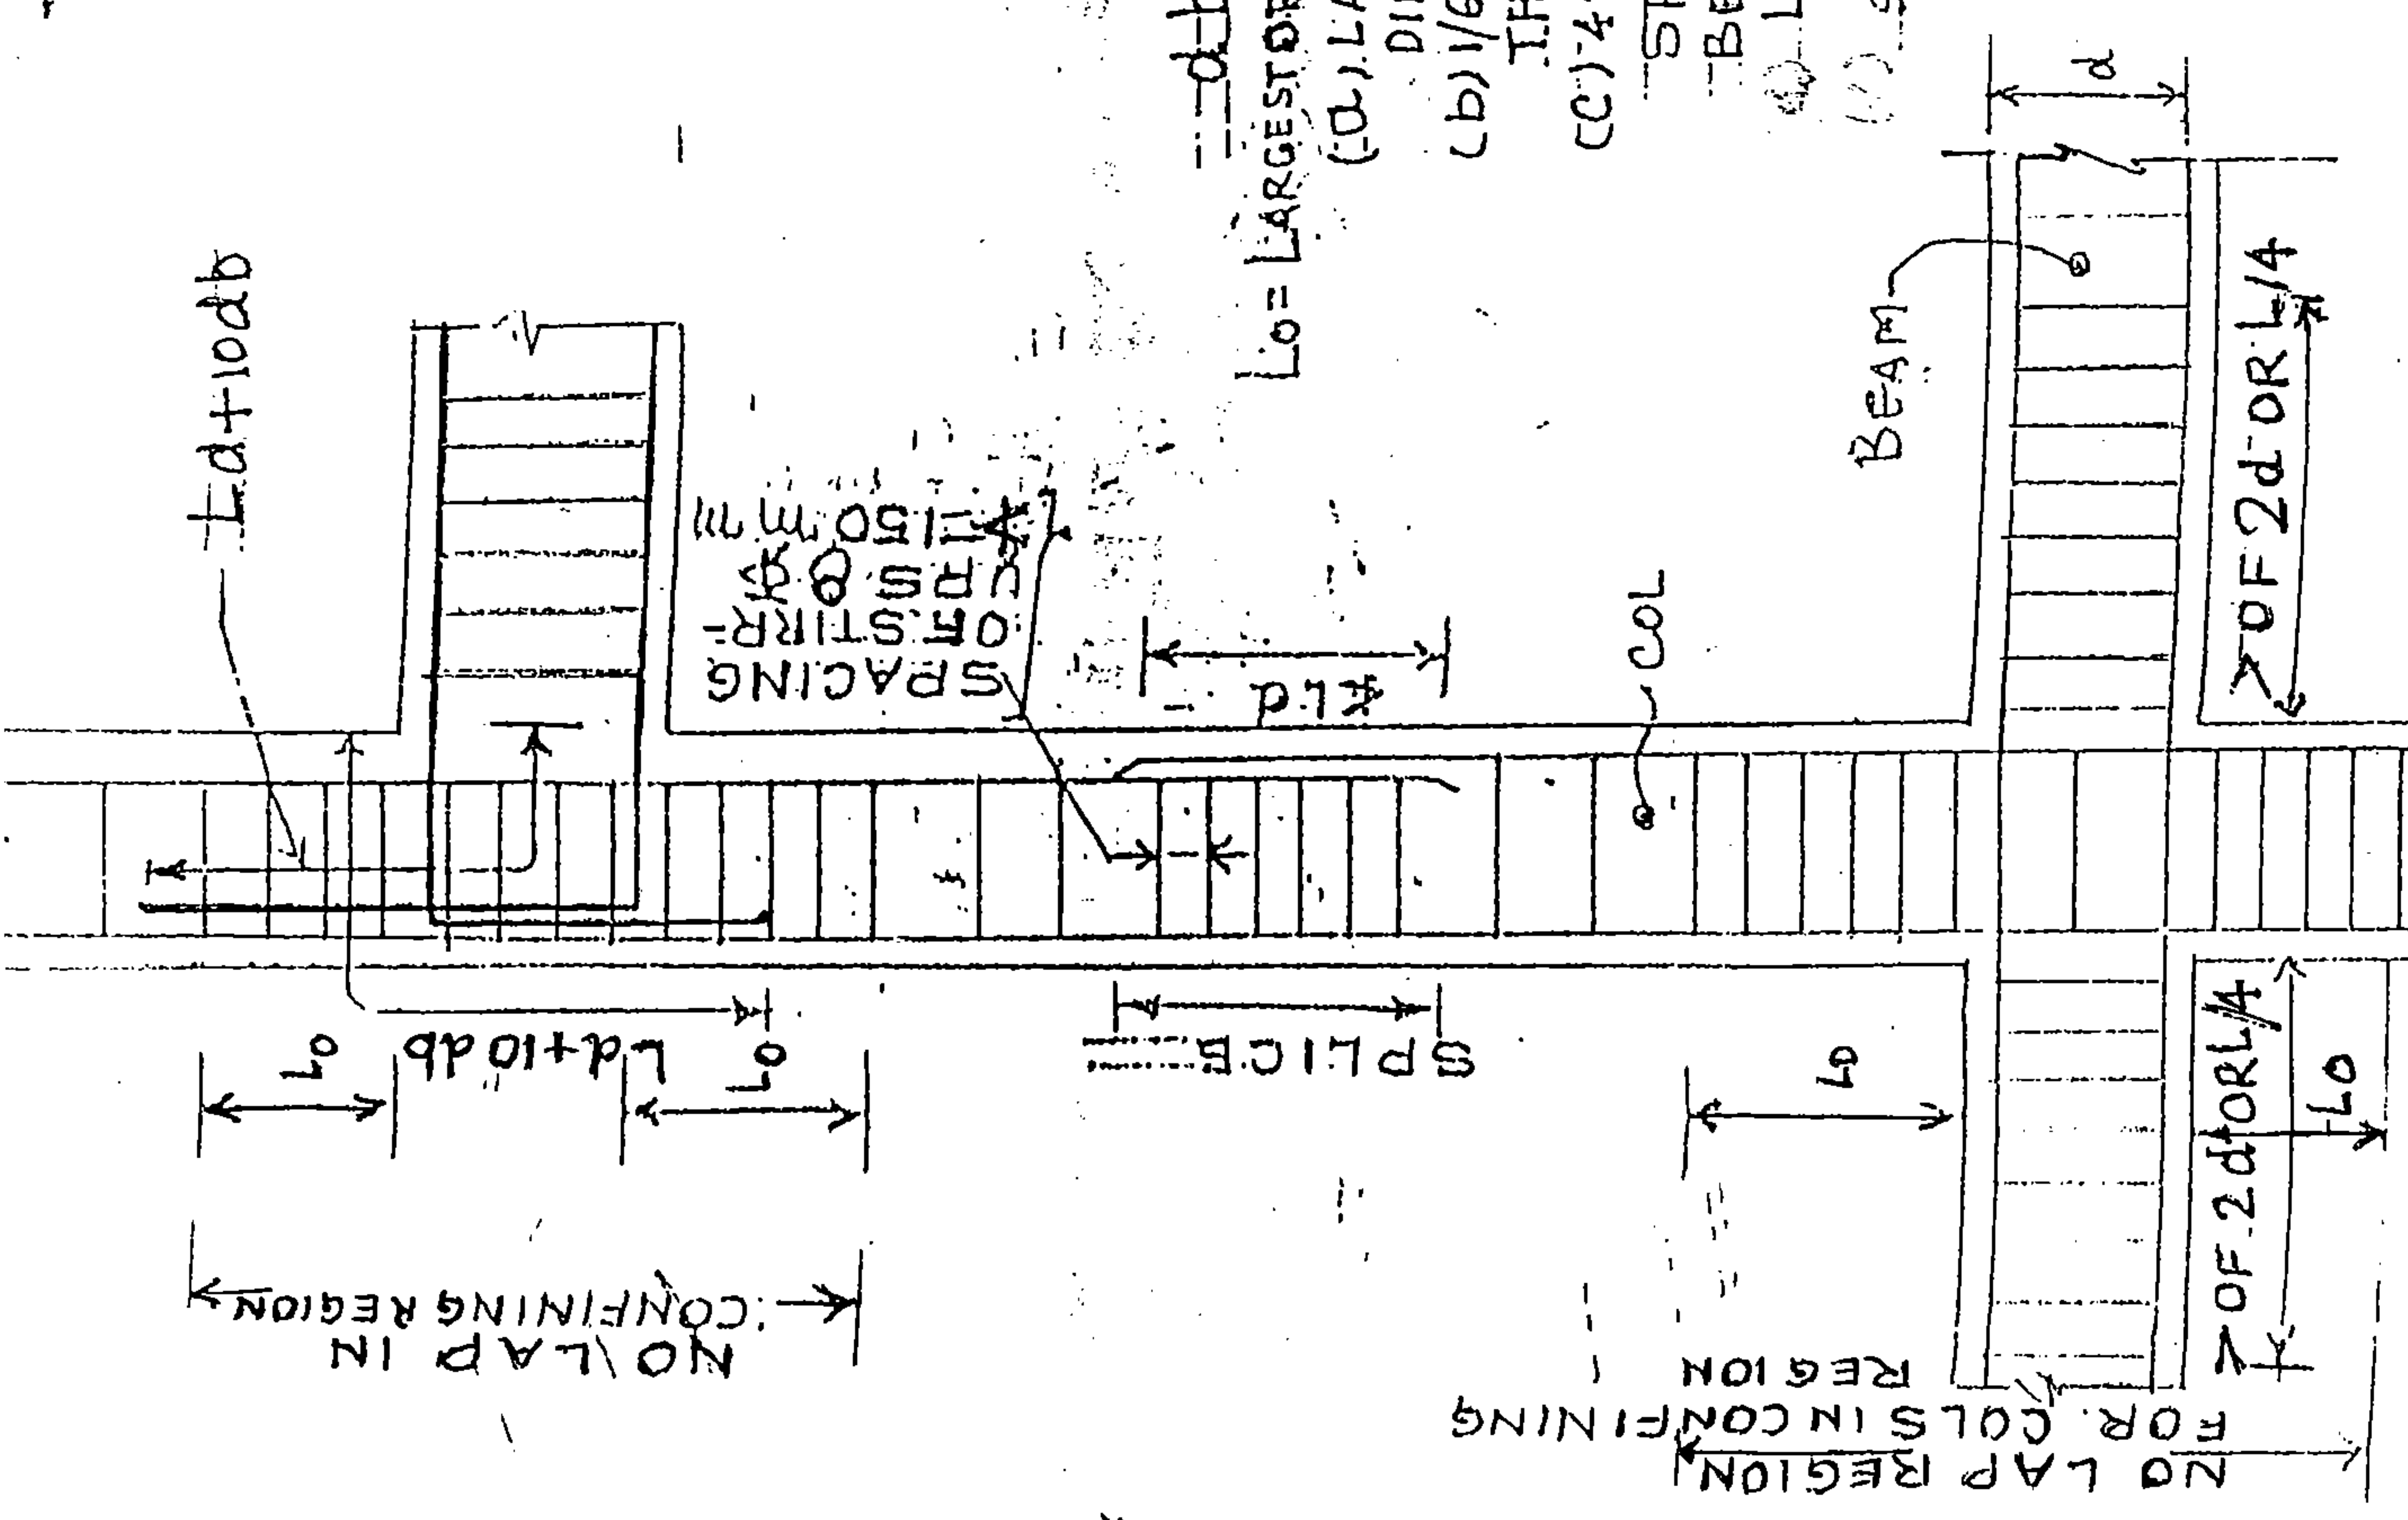 Ld+10db
SPACING
OF STIRR-
UPS @
=150 mm
Ld
Lo
Ld+10db
Lo
SPLICE
NO LAP IN
CONFINING REGION
COL
BEAM
d
>OF 2d OR L/4
Lo
>OF 2d OR L/4
Lo
NO LAP REGION
FOR COLS IN CONFINING
REGION
Lo = LARGEST OF
(a) LA
DI
(b) 1/6
(C) 4
BE